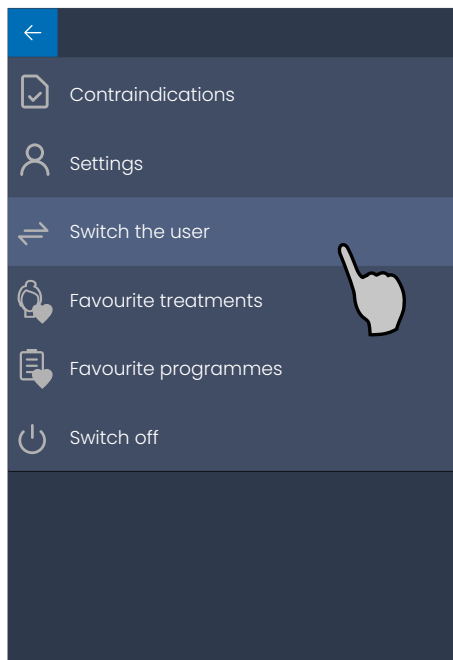 Contraindications
Settings
Switch the user
Favourite treatments
Favourite programmes
Switch off